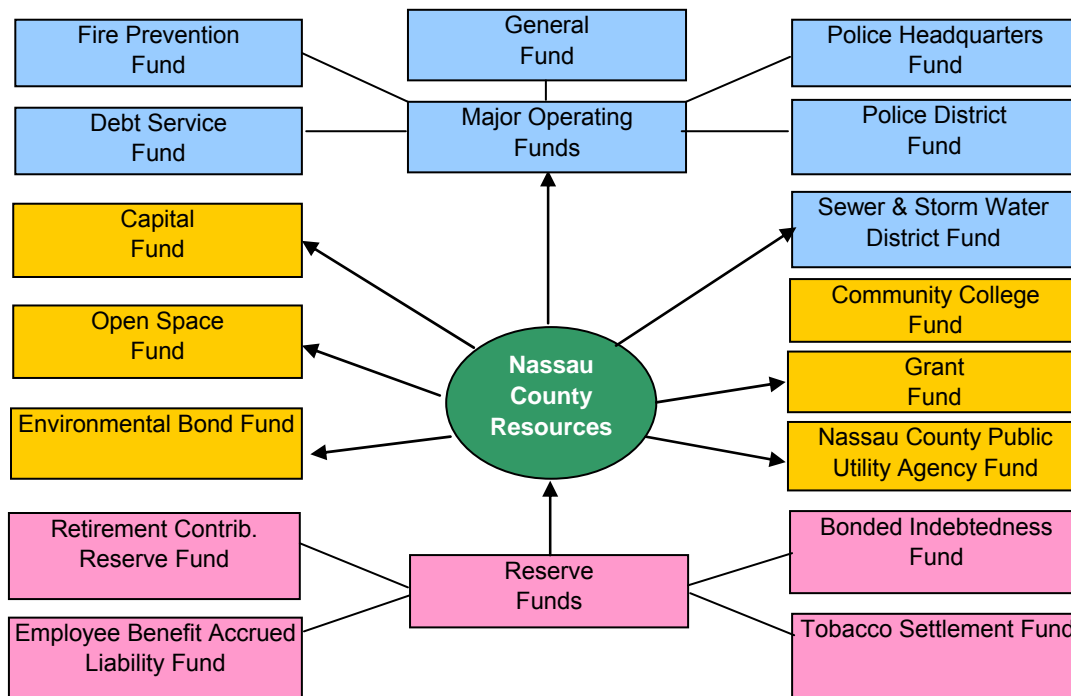 Fire Prevention
Fund
General
Fund
Police Headquarters
Fund
Debt Service
Fund
Major Operating
Funds
Police District
Fund
Capital
Fund
Sewer & Storm Water
District Fund
Open Space
Fund
Community College
Fund
Nassau
County
Resources
Grant
Fund
Environmental Bond Fund
Nassau County Public
Utility Agency Fund
Retirement Contrib.
Reserve Fund
Reserve
Funds
Bonded Indebtedness
Fund
Employee Benefit Accrued
Liability Fund
Tobacco Settlement Fund